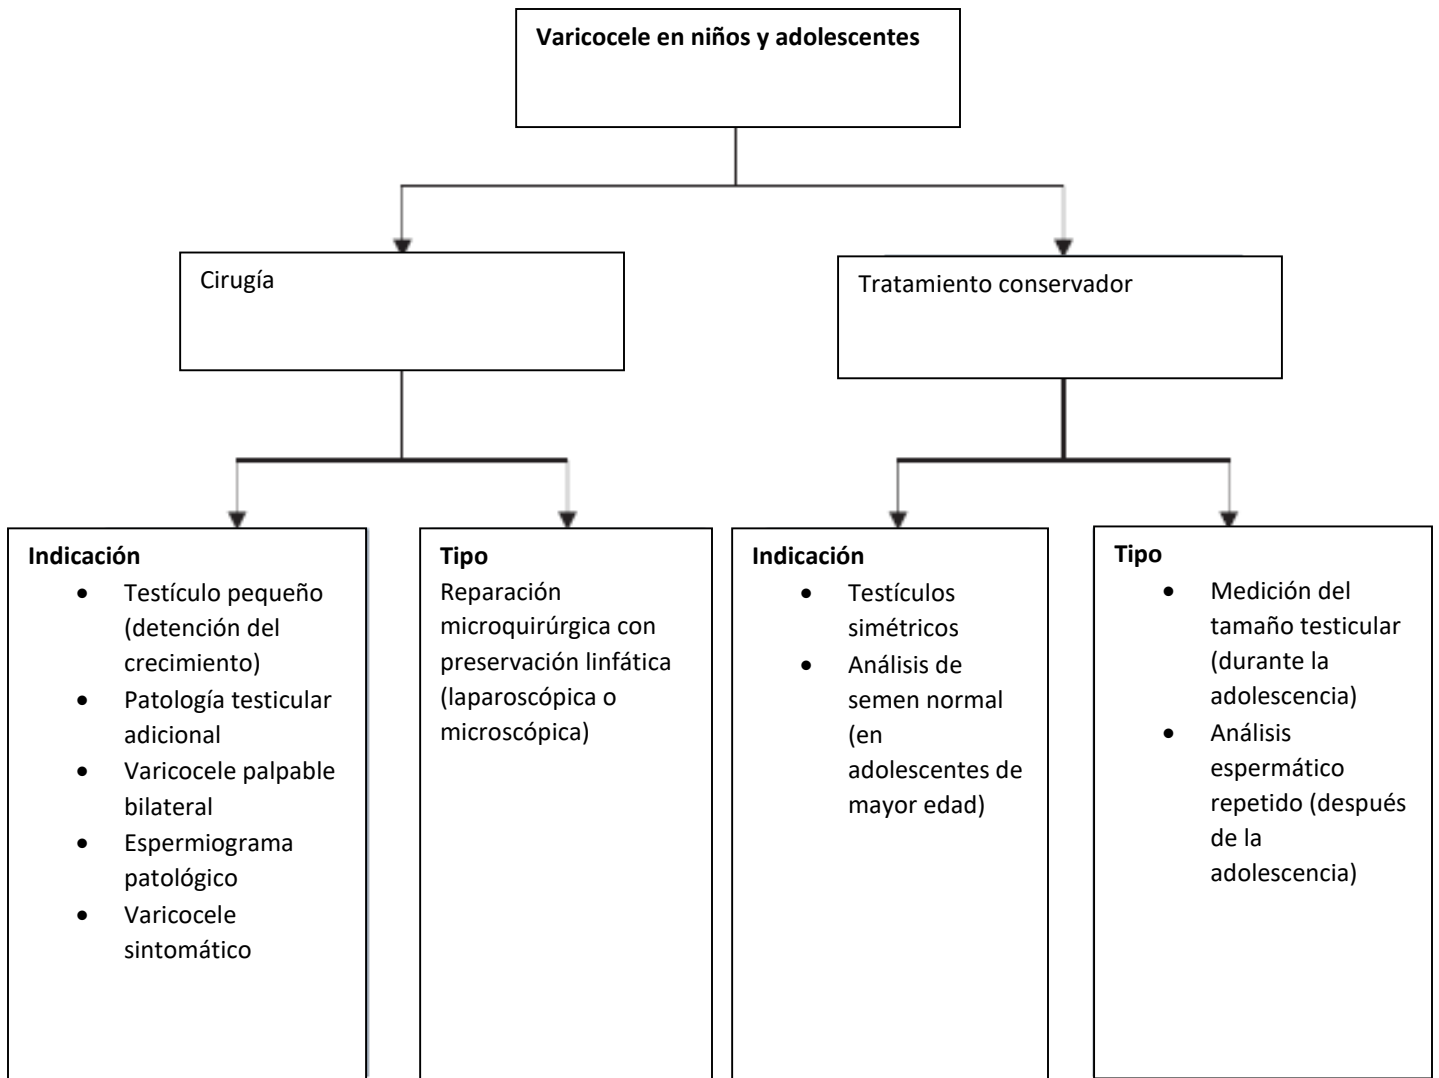 Varicocele en niños y adolescentes
Cirugía
Tratamiento conservador
Indicación
• Testículo pequeño
(detención del
crecimiento)
• Patología testicular
adicional
• Varicocele palpable
bilateral
• Espermiograma
patológico
• Varicocele
sintomático
Tipo
Reparación
microquirúrgica con
preservación linfática
(laparoscópica o
microscópica)
Indicación
• Testículos
simétricos
• Análisis de
semen normal
(en
adolescentes de
mayor edad)
Tipo
• Medición del
tamaño testicular
(durante la
adolescencia)
• Análisis
espermático
repetido (después
de la
adolescencia)